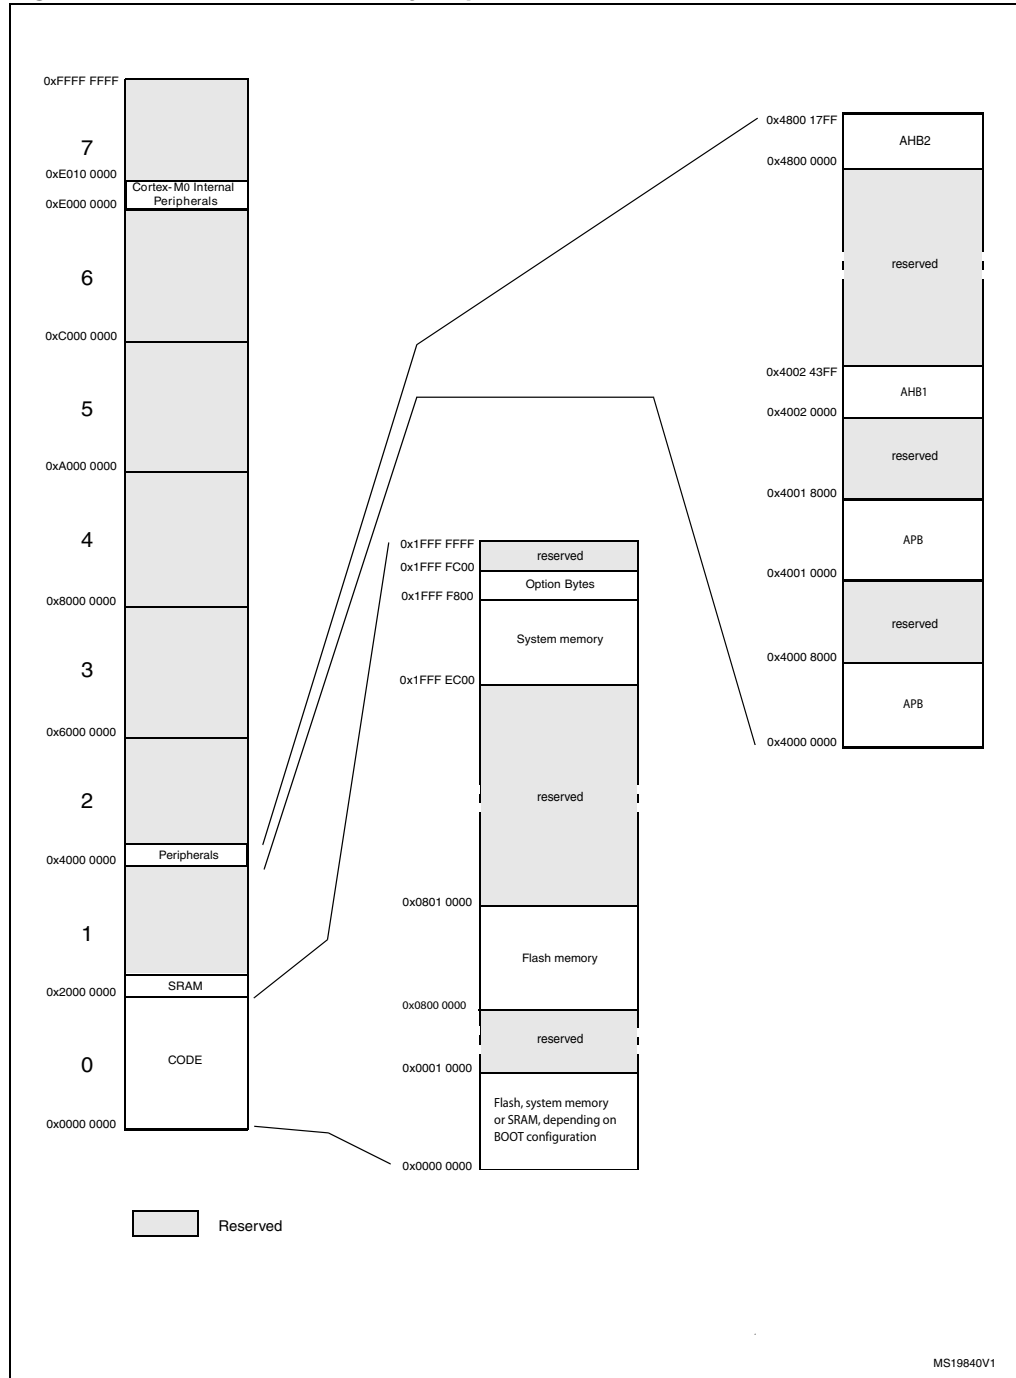 0xFFFF FFFF
7
0xE010 0000
Cortex-M0 Internal
Peripherals
0xE000 0000
6
0xC000 0000
5
0xA000 0000
4
0x8000 0000
3
0x6000 0000
2
0x4000 0000
Peripherals
1
SRAM
0x2000 0000
0
CODE
0x0000 0000
0x1FFF FFFF
reserved
0x1FFF FC00
Option Bytes
0x1FFF F800
System memory
0x1FFF EC00
reserved
0x0801 0000
Flash memory
0x0800 0000
reserved
0x0001 0000
Flash, system memory
or SRAM, depending on
BOOT configuration
0x0000 0000
0x4800 17FF
AHB2
0x4800 0000
reserved
0x4002 43FF
AHB1
0x4002 0000
reserved
0x4001 8000
APB
0x4001 0000
reserved
0x4000 8000
APB
0x4000 0000
Reserved
MS19840V1